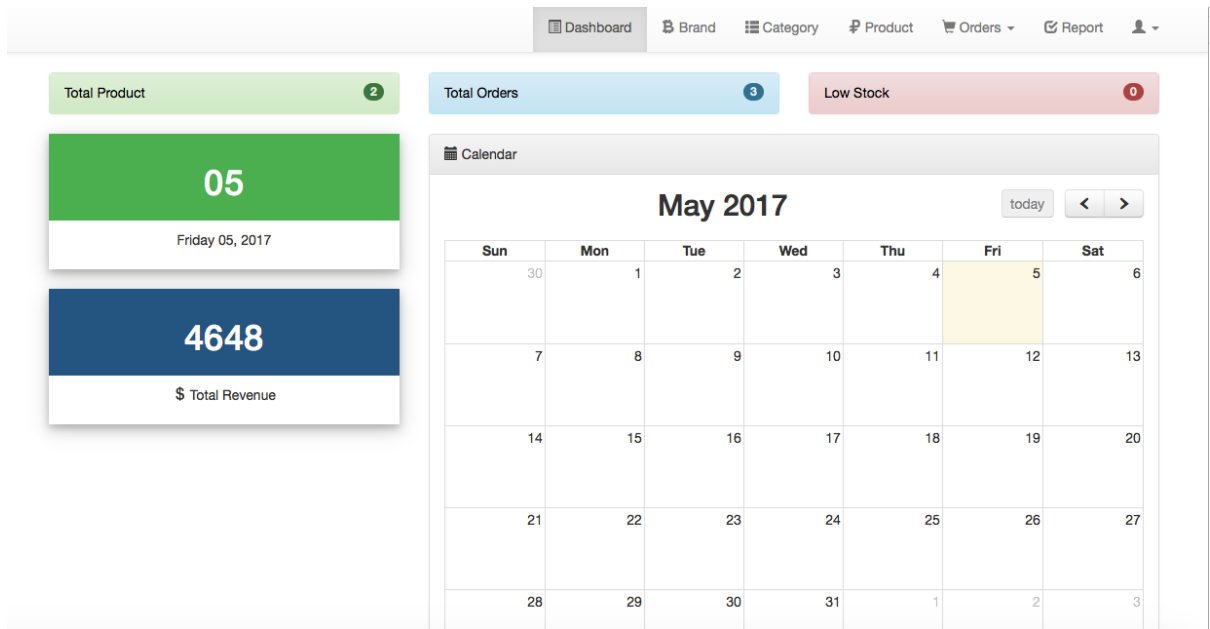 Dashboard Brand Category Product Orders Report
Total Product 2
Total Orders 3
Low Stock 0
05
Friday 05, 2017
4648
$ Total Revenue
Calendar
May 2017
today
Sun Mon Tue Wed Thu Fri Sat
30 1 2 3 4 5 6
7 8 9 10 11 12 13
14 15 16 17 18 19 20
21 22 23 24 25 26 27
28 29 30 31 1 2 3